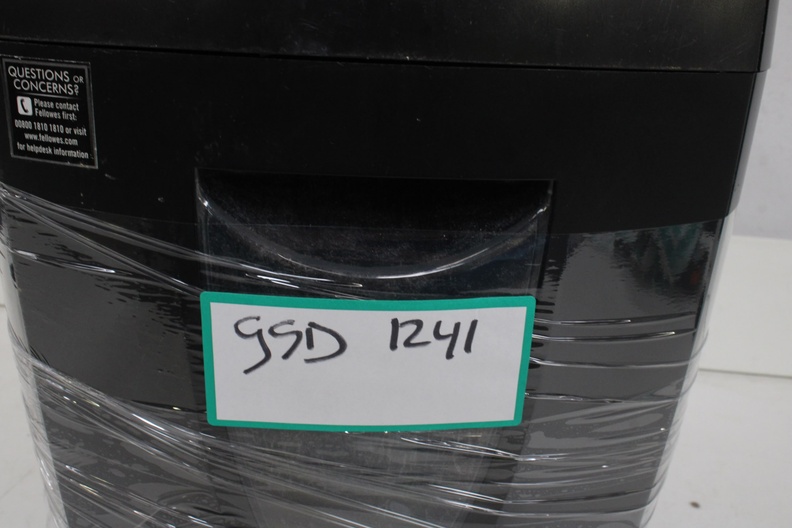 QUESTIONS OR
CONCERNS?
Please contact
Fellowes first:
00800 1810 1810 or visit
www.fellowes.com
for helpdesk information
GSD 1241